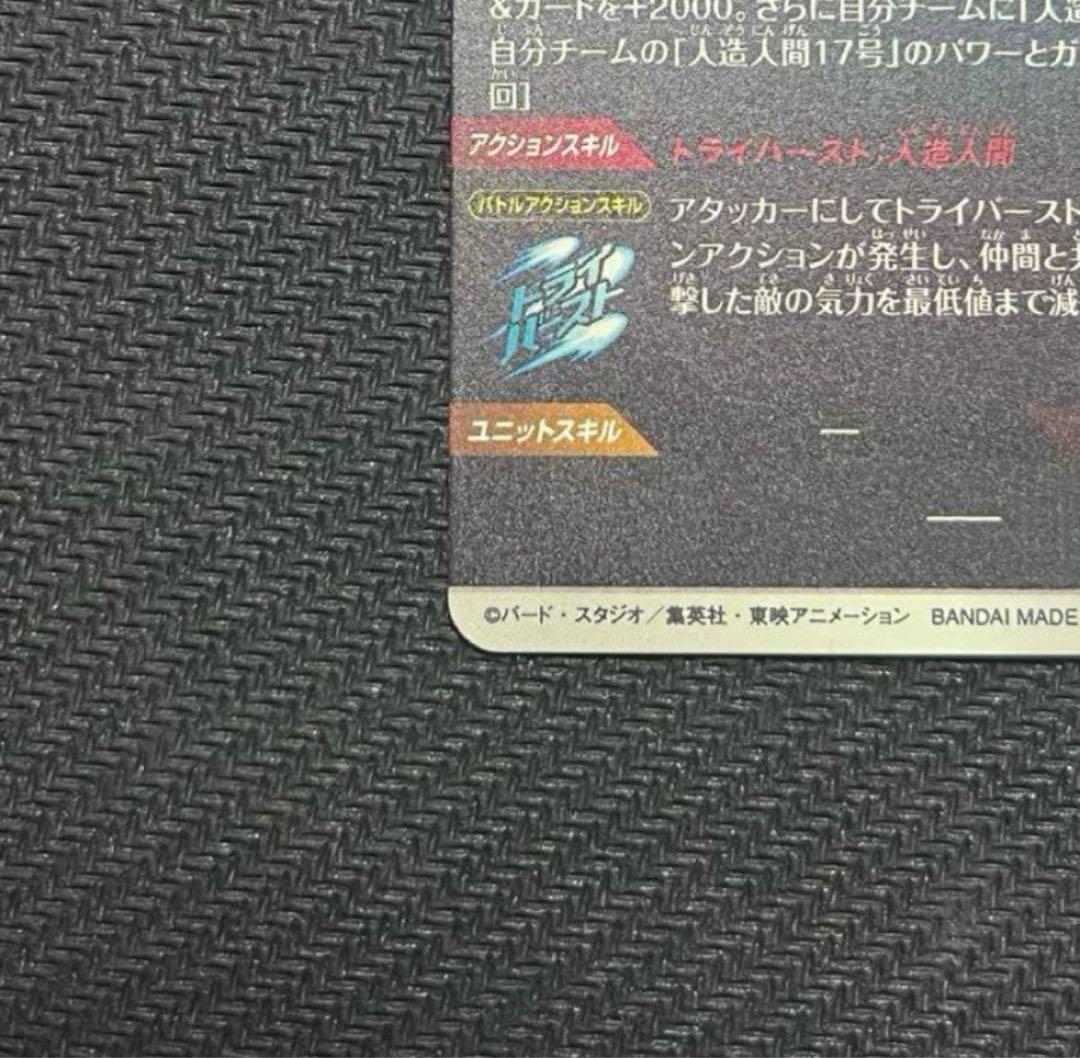 &ガードを+2000。さらに自分チームに「人造
自分チームの「人造人間17号」のパワーとガ
回]
アクションスキル
トライバースト:人造人間
バトルアクションスキル
アタッカーにしてトライバースト
ンアクションが発生し、仲間と
撃した敵の気力を最低値まで減
トライ
バースト
ユニットスキル
ー
ー
©バード・スタジオ/集英社・東映アニメーション BANDAI MADE